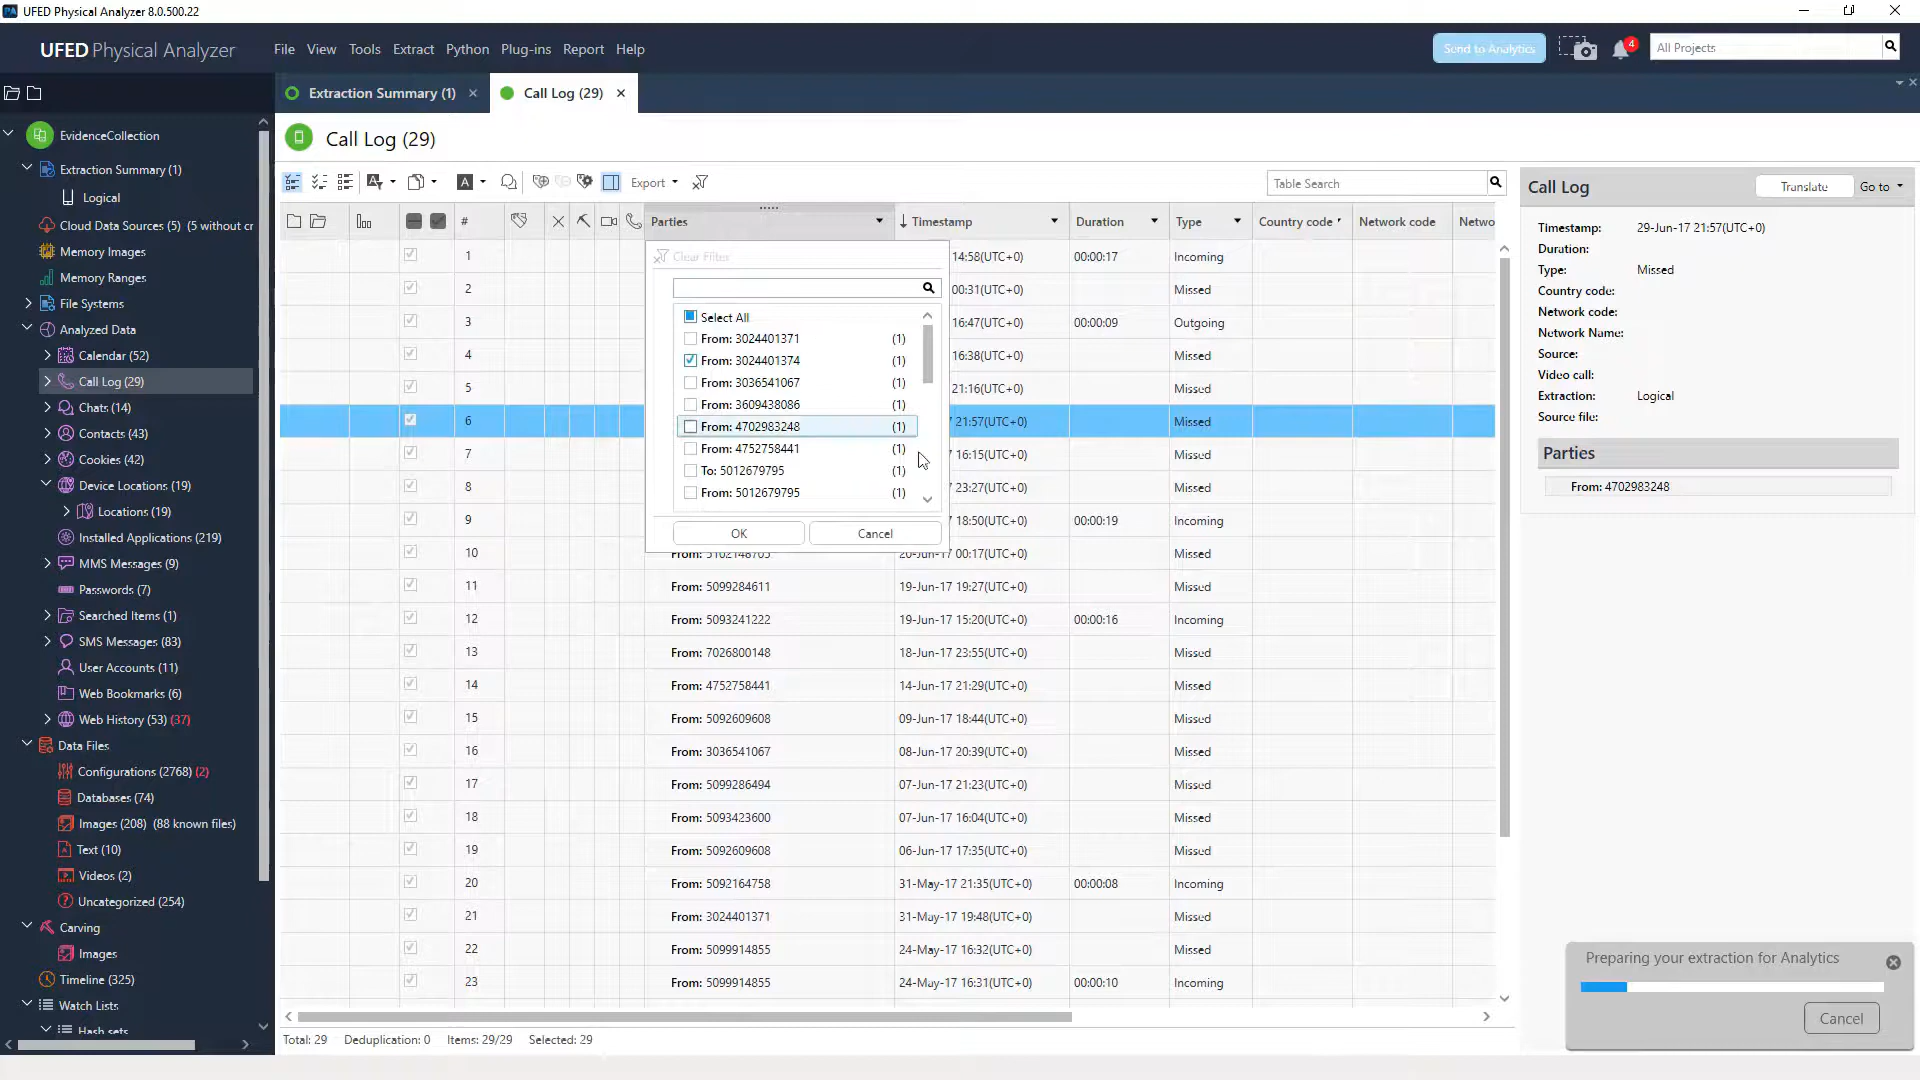 UFED Physical Analyzer 8.0.500.22
UFED Physical Analyzer
File View Tools Extract Python Plug-ins Report Help
Send to Analytics
4
All Projects
Extraction Summary (1)
Call Log (29)
EvidenceCollection
Extraction Summary (1)
Logical
Cloud Data Sources (5) (5 without cr
Memory Images
Memory Ranges
File Systems
Analyzed Data
Calendar (52)
Call Log (29)
Chats (14)
Contacts (43)
Cookies (42)
Device Locations (19)
Locations (19)
Installed Applications (219)
MMS Messages (9)
Passwords (7)
Searched Items (1)
SMS Messages (83)
User Accounts (11)
Web Bookmarks (6)
Web History (53) (37)
Data Files
Configurations (2768) (2)
Databases (74)
Images (208) (88 known files)
Text (10)
Videos (2)
Uncategorized (254)
Carving
Images
Timeline (325)
Watch Lists
Hash sets
Call Log (29)
Export
Table Search
# Parties Timestamp Duration Type Country code Network code Netwo
1 14:58(UTC+0) 00:00:17 Incoming
2 00:31(UTC+0) Missed
3 16:47(UTC+0) 00:00:09 Outgoing
4 16:38(UTC+0) Missed
5 21:16(UTC+0) Missed
6 7 21:57(UTC+0) Missed
7 7 16:15(UTC+0) Missed
8 7 23:27(UTC+0) Missed
9 7 18:50(UTC+0) 00:00:19 Incoming
10 20-Jun-17 00:17(UTC+0) Missed
11 From: 5099284611 19-Jun-17 19:27(UTC+0) Missed
12 From: 5093241222 19-Jun-17 15:20(UTC+0) 00:00:16 Incoming
13 From: 7026800148 18-Jun-17 23:55(UTC+0) Missed
14 From: 4752758441 14-Jun-17 21:29(UTC+0) Missed
15 From: 5092609608 09-Jun-17 18:44(UTC+0) Missed
16 From: 3036541067 08-Jun-17 20:39(UTC+0) Missed
17 From: 5099286494 07-Jun-17 21:23(UTC+0) Missed
18 From: 5093423600 07-Jun-17 16:04(UTC+0) Missed
19 From: 5092609608 06-Jun-17 17:35(UTC+0) Missed
20 From: 5092164758 31-May-17 21:35(UTC+0) 00:00:08 Incoming
21 From: 3024401371 31-May-17 19:48(UTC+0) Missed
22 From: 5099914855 24-May-17 16:32(UTC+0) Missed
23 From: 5099914855 24-May-17 16:31(UTC+0) 00:00:10 Incoming
Clear Filter
Select All
From: 3024401371 (1)
From: 3024401374 (1)
From: 3036541067 (1)
From: 3609438086 (1)
From: 4702983248 (1)
From: 4752758441 (1)
To: 5012679795 (1)
From: 5012679795 (1)
OK Cancel
Total: 29 Deduplication: 0 Items: 29/29 Selected: 29
Call Log
Translate
Go to
Timestamp: 29-Jun-17 21:57(UTC+0)
Duration:
Type: Missed
Country code:
Network code:
Network Name:
Source:
Video call:
Extraction: Logical
Source file:
Parties
From: 4702983248
Preparing your extraction for Analytics
Cancel